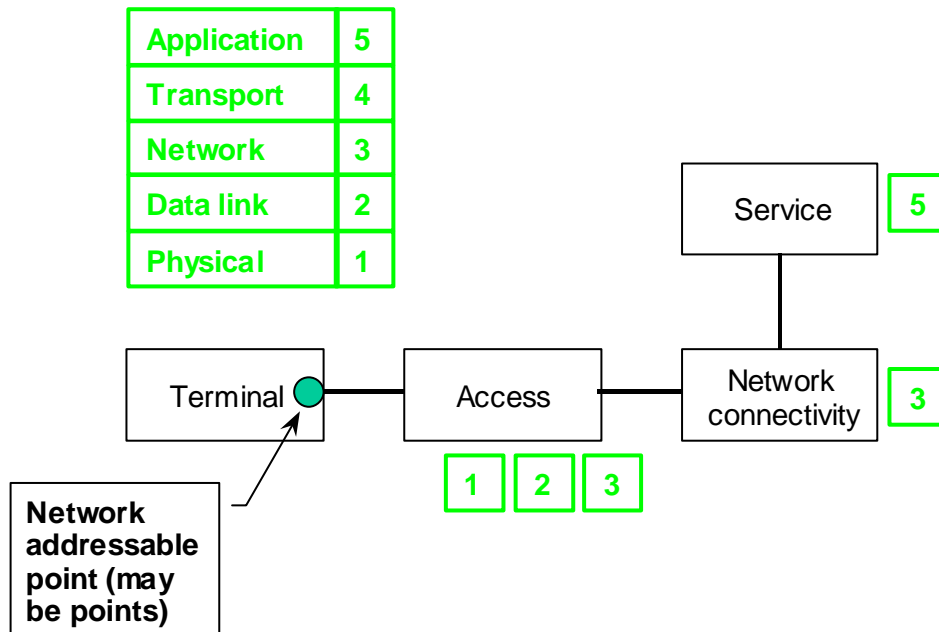 Application 5
Transport 4
Network 3
Data link 2
Physical 1
Service 5
Terminal
Access
Network
connectivity
3
1 2 3
Network
addressable
point (may
be points)